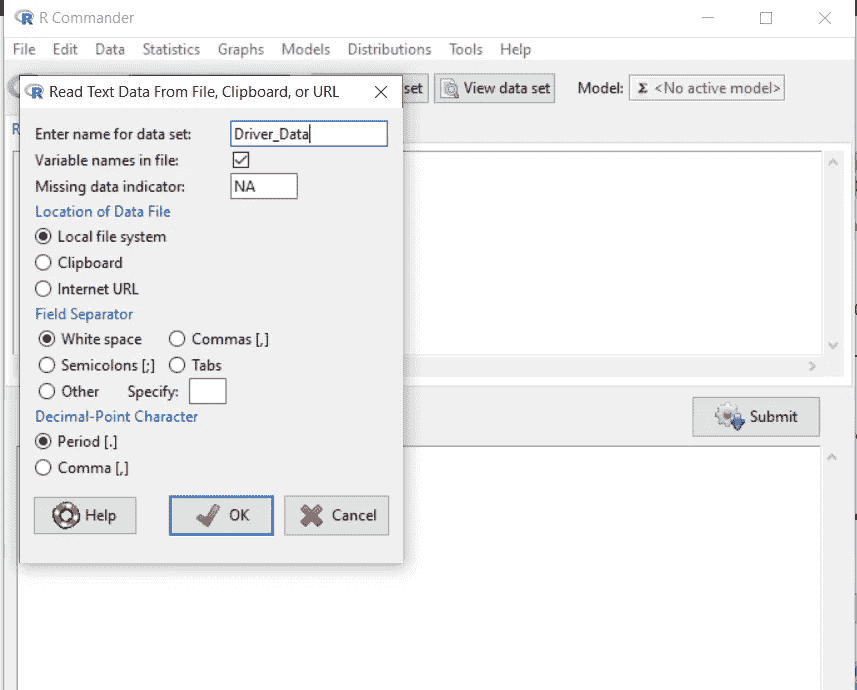 R Commander
File Edit Data Statistics Graphs Models Distributions Tools Help
Read Text Data From File, Clipboard, or URL
set View data set Model: Σ <No active model>
R
Enter name for data set: Driver_Data
Variable names in file:
Missing data indicator: NA
Location of Data File
Local file system
Clipboard
Internet URL
Field Separator
White space Commas [,]
Semicolons [;] Tabs
Other Specify:
Decimal-Point Character
Period [.]
Comma [,]
Submit
Help OK Cancel